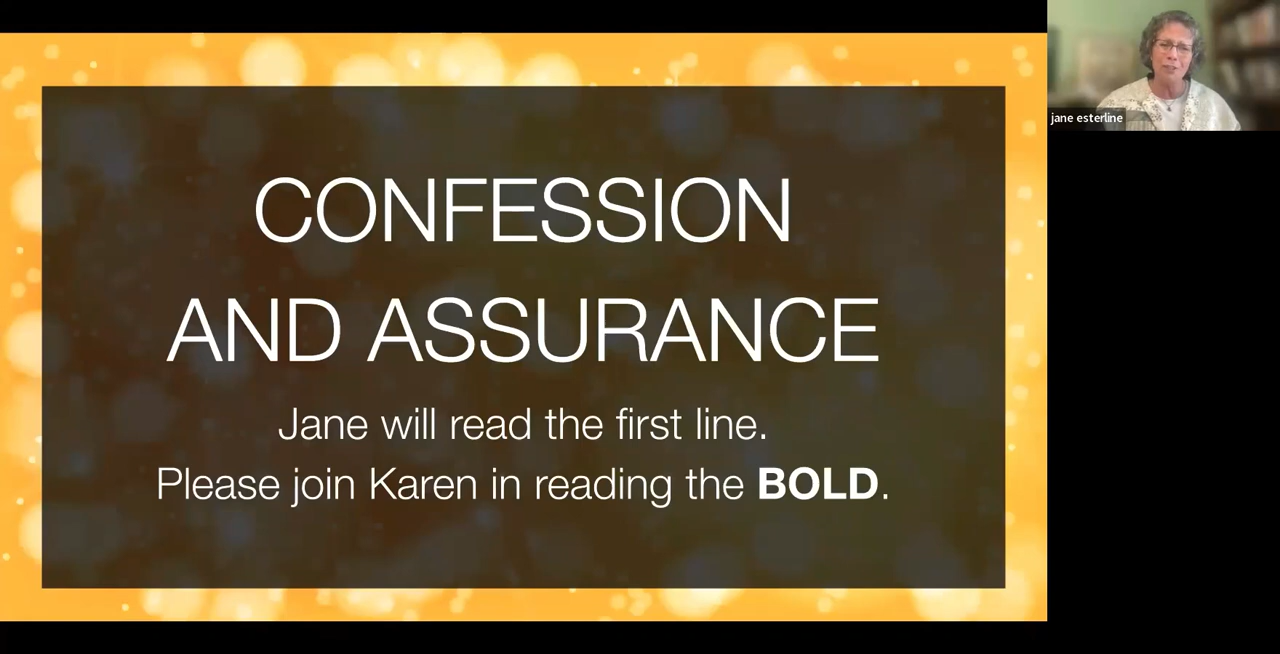 CONFESSION
AND ASSURANCE
Jane will read the first line.
Please join Karen in reading the BOLD.
jane esterline